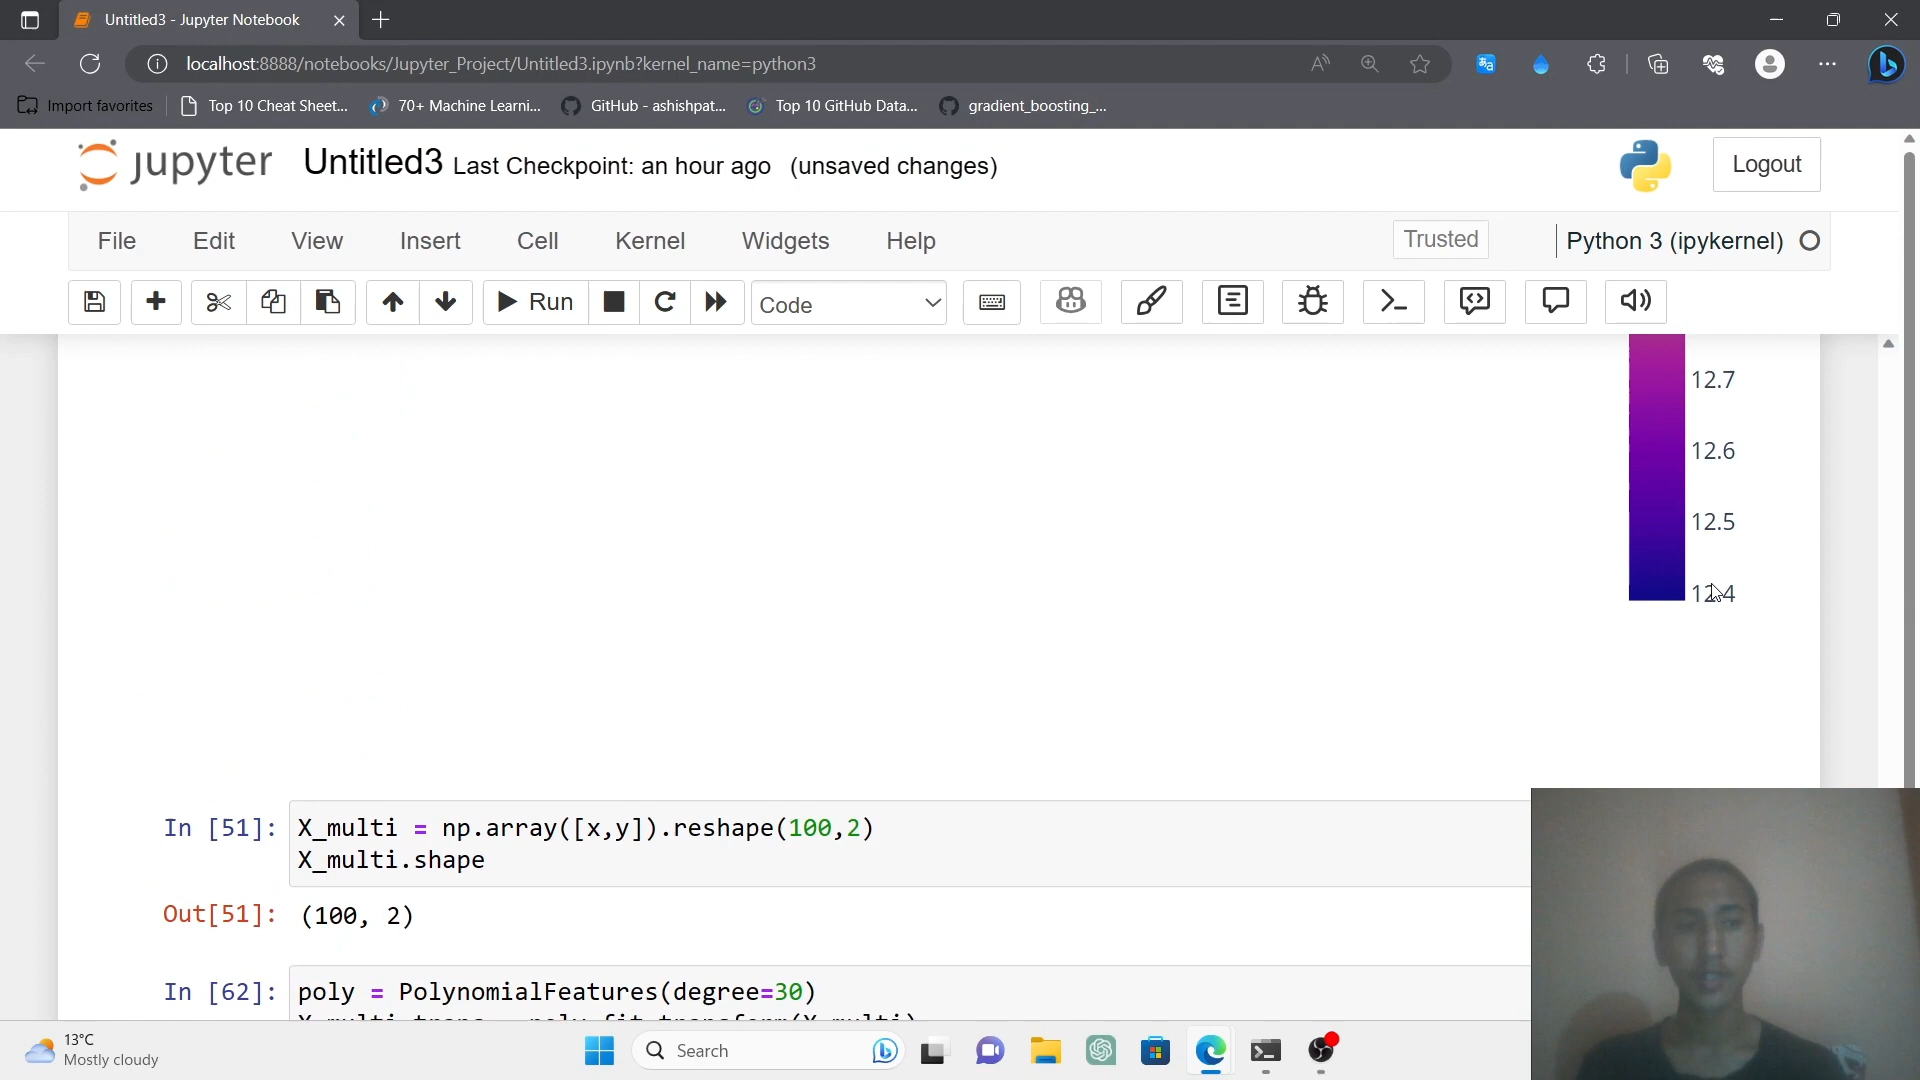 Untitled3 - Jupyter Notebook
localhost:8888/notebooks/Jupyter_Project/Untitled3.ipynb?kernel_name=python3
Import favorites
Top 10 Cheat Sheet...
70+ Machine Learni...
GitHub - ashishpat...
Top 10 GitHub Data...
gradient_boosting_...
jupyter Untitled3 Last Checkpoint: an hour ago (unsaved changes)
Logout
File Edit View Insert Cell Kernel Widgets Help
Trusted
Python 3 (ipykernel)
Run
Code
12.7
12.6
12.5
12.4
In [51]: X_multi = np.array([x,y]).reshape(100,2)
X_multi.shape
Out[51]: (100, 2)
In [62]: poly = PolynomialFeatures(degree=30)
13°C
Mostly cloudy
Search